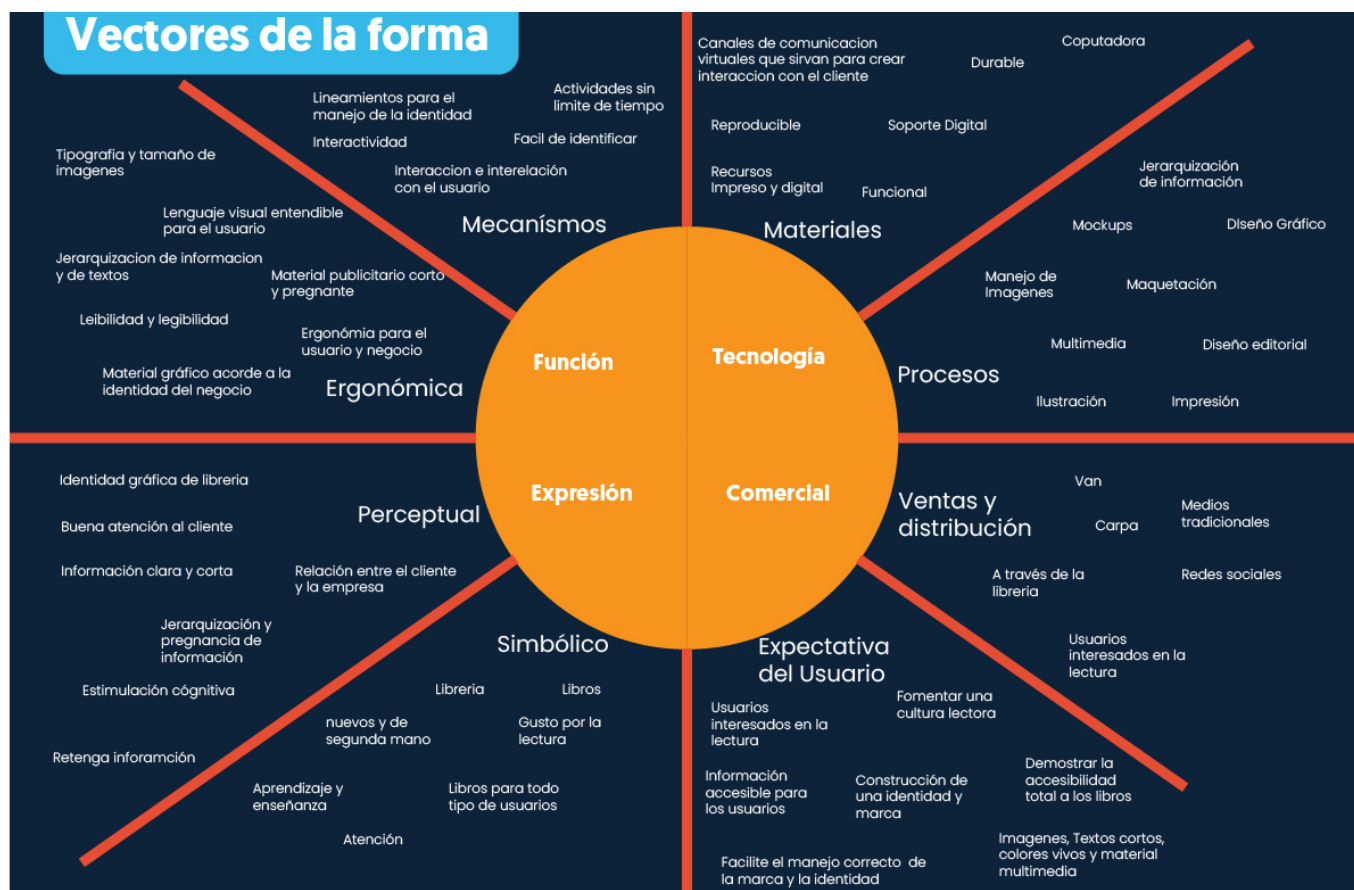 Vectores de la forma
Lineamientos para el
manejo de la identidad
Actividades sin
limite de tiempo
Interactividad
Facil de identificar
Interaccion e interelación
con el usuario
Mecanísmos
Tipografia y tamaño de
imagenes
Lenguaje visual entendible
para el usuario
Jerarquizacion de informacion
y de textos
Material publicitario corto
y pregnante
Leibilidad y legibilidad
Ergonómia para el
usuario y negocio
Material gráfico acorde a la
identidad del negocio
Ergonómica
Canales de comunicacion
virtuales que sirvan para crear
interaccion con el cliente
Durable
Coputadora
Reproducible
Soporte Digital
Recursos
Impreso y digital
Funcional
Materiales
Jerarquización
de información
Mockups
DIseño Gráfico
Manejo de
Imagenes
Maquetación
Multimedia
Diseño editorial
Procesos
Ilustración
Impresión
Función
Tecnología
Expresión
Comercial
Identidad gráfica de libreria
Perceptual
Buena atención al cliente
Información clara y corta
Relación entre el cliente
y la empresa
Jerarquización y
pregnancia de
información
Estimulación cógnitiva
Retenga inforamción
Simbólico
Libreria
Libros
nuevos y de
segunda mano
Gusto por la
lectura
Aprendizaje y
enseñanza
Libros para todo
tipo de usuarios
Atención
Ventas y
distribución
Van
Carpa
Medios
tradicionales
A través de la
libreria
Redes sociales
Usuarios
interesados en la
lectura
Expectativa
del Usuario
Usuarios
interesados en la
lectura
Fomentar una
cultura lectora
Información
accesible para
los usuarios
Construcción de
una identidad y
marca
Demostrar la
accesibilidad
total a los libros
Facilite el manejo correcto de
la marca y la identidad
Imagenes, Textos cortos,
colores vivos y material
multimedia